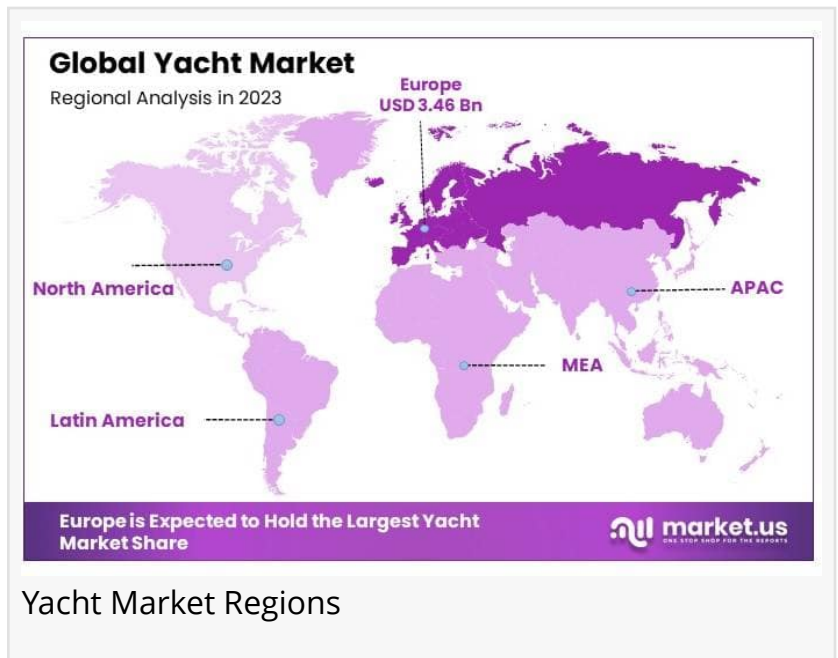 Global Yacht Market
Regional Analysis in 2023
Europe
USD 3.46 Bn
North America
APAC
MEA
Latin America
Europe is Expected to Hold the Largest Yacht
Market Share
market.us
ONE STOP SHOP FOR THE REPORTS
Yacht Market Regions